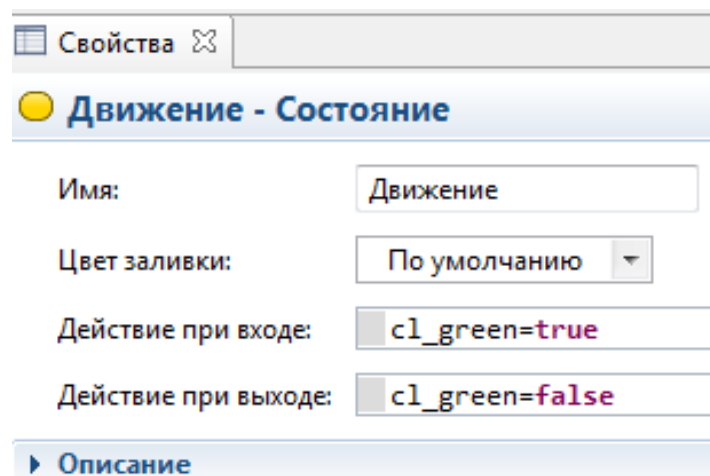 Свойства
Движение - Состояние
Имя: Движение
Цвет заливки: По умолчанию
Действие при входе: cl_green=true
Действие при выходе: cl_green=false
Описание